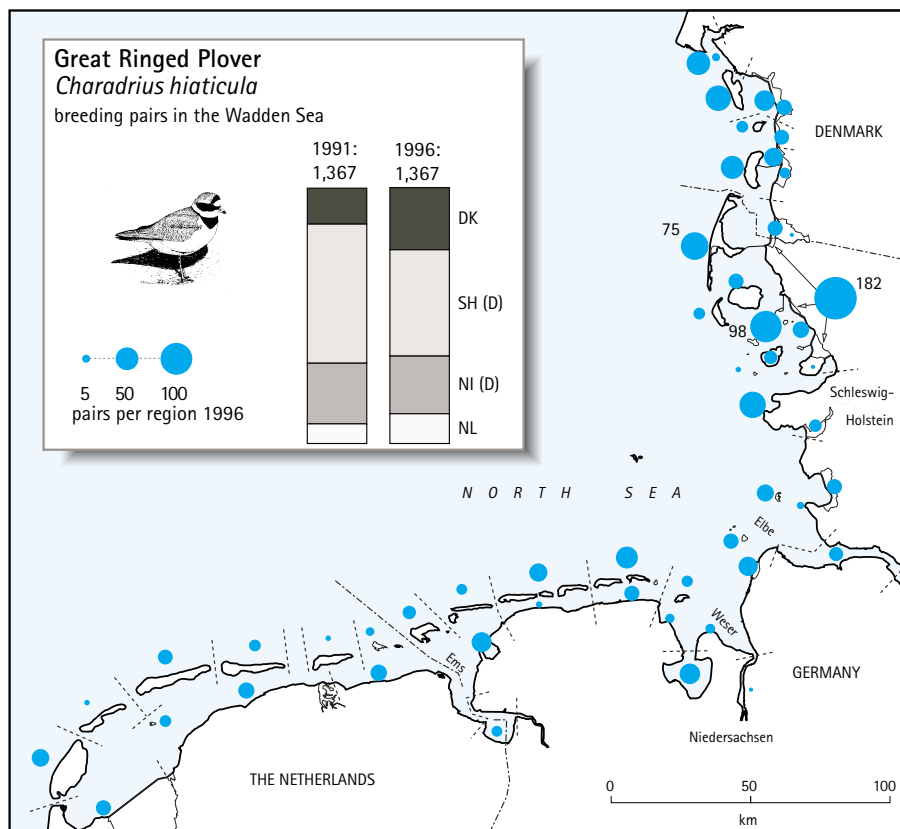 Great Ringed Plover
Charadrius hiaticula
breeding pairs in the Wadden Sea
1991:
1,367
1996:
1,367
DK
SH (D)
NI (D)
NL
5 50 100
pairs per region 1996
DENMARK
75
182
98
Schleswig-
Holstein
NORTH SEA
Elbe
Weser
Ems
GERMANY
Niedersachsen
THE NETHERLANDS
0 50 100
km